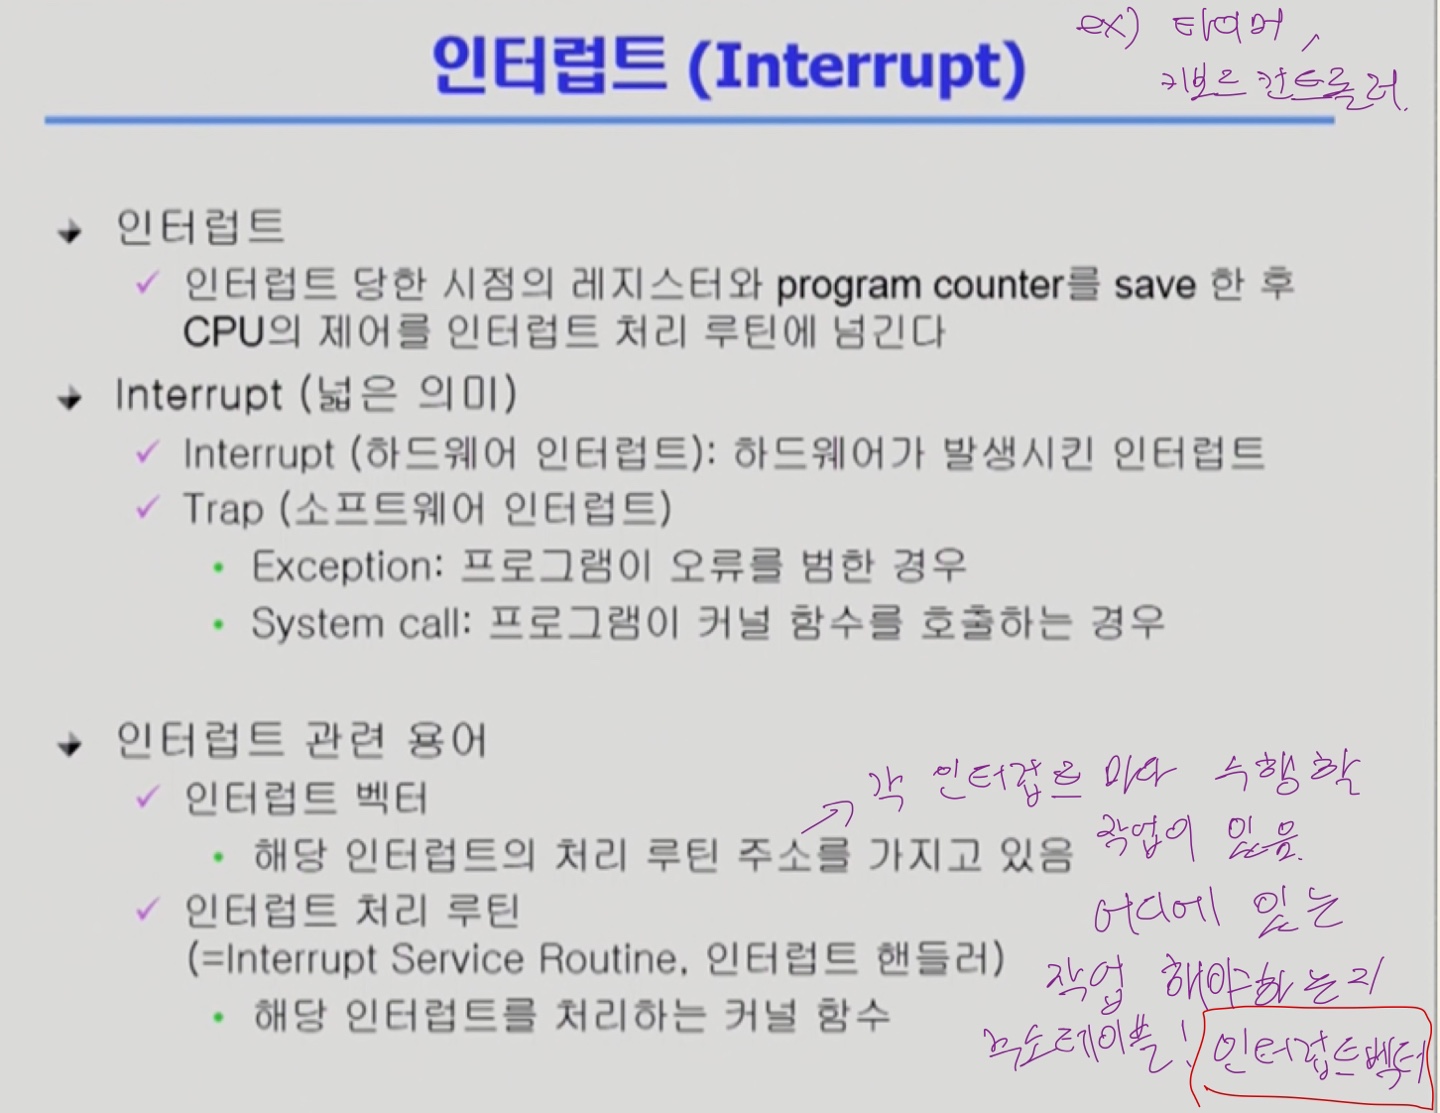 인터럽트 (Interrupt)
ex) 타이머,
키보드 컨트롤러.
인터럽트
인터럽트 당한 시점의 레지스터와 program counter를 save 한 후
CPU의 제어를 인터럽트 처리 루틴에 넘긴다
Interrupt (넓은 의미)
Interrupt (하드웨어 인터럽트): 하드웨어가 발생시킨 인터럽트
Trap (소프트웨어 인터럽트)
Exception: 프로그램이 오류를 범한 경우
System call: 프로그램이 커널 함수를 호출하는 경우
인터럽트 관련 용어
인터럽트 벡터
해당 인터럽트의 처리 루틴 주소를 가지고 있음
인터럽트 처리 루틴
(=Interrupt Service Routine, 인터럽트 핸들러)
해당 인터럽트를 처리하는 커널 함수
각 인터럽트 마다 수행할
작업이 있음.
어디에 있는
작업 해야하는지
주소테이블! 인터럽트벡터